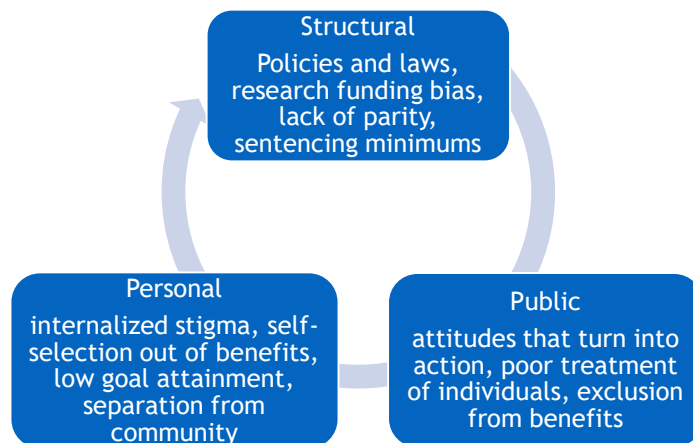 Structural
Policies and laws,
research funding bias,
lack of parity,
sentencing minimums
Personal
internalized stigma, self-
selection out of benefits,
low goal attainment,
separation from
community
Public
attitudes that turn into
action, poor treatment
of individuals, exclusion
from benefits